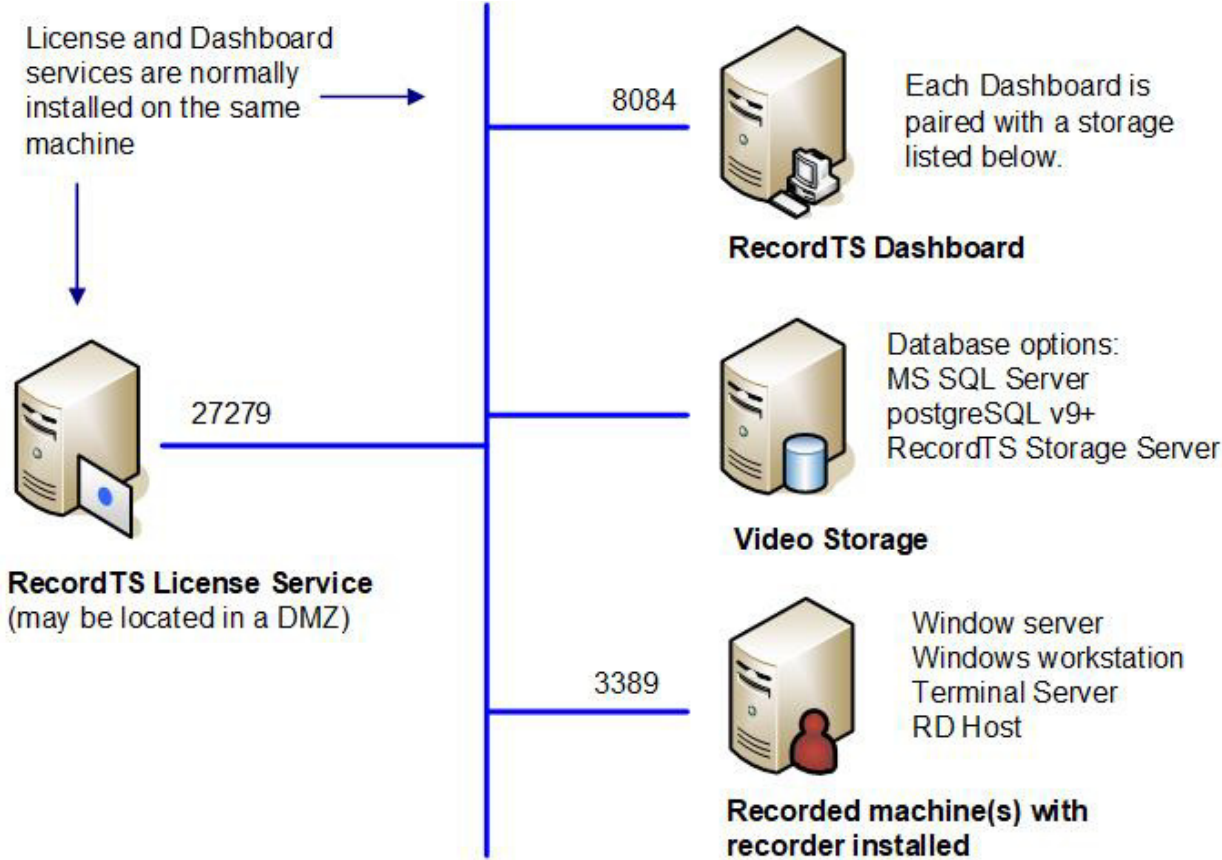 License and Dashboard
services are normally
installed on the same
machine
8084
Each Dashboard is
paired with a storage
listed below.
RecordTS Dashboard
27279
RecordTS License Service
(may be located in a DMZ)
Database options:
MS SQL Server
postgreSQL v9+
RecordTS Storage Server
Video Storage
3389
Window server
Windows workstation
Terminal Server
RD Host
Recorded machine(s) with
recorder installed